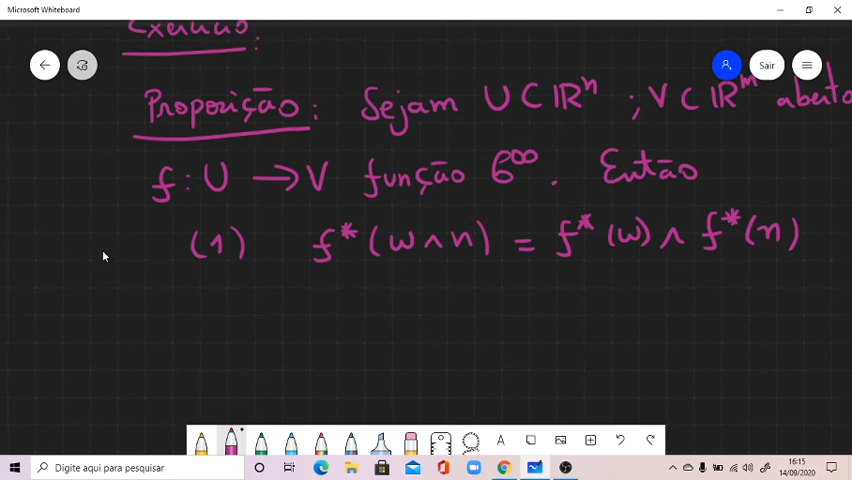 Microsoft Whiteboard
Exercício.
Sair
Proposição: Sejam U ⊂ ℝⁿ ; V ⊂ ℝᵐ aberto
f: U → V função C^∞. Então
(1) f*(ω ∧ η) = f*(ω) ∧ f*(η)
A
Digite aqui para pesquisar
16:15
14/09/2020